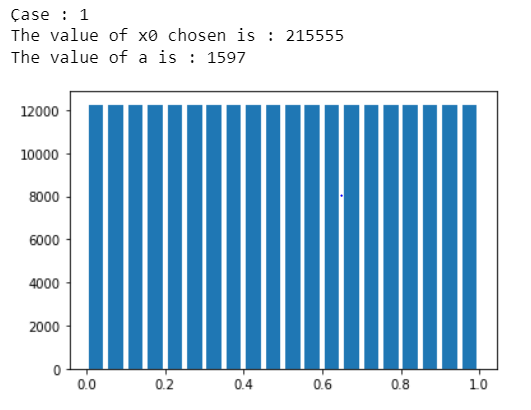 Çase : 1
The value of x0 chosen is : 215555
The value of a is : 1597
12000
10000
8000
6000
4000
2000
0
0.0 0.2 0.4 0.6 0.8 1.0